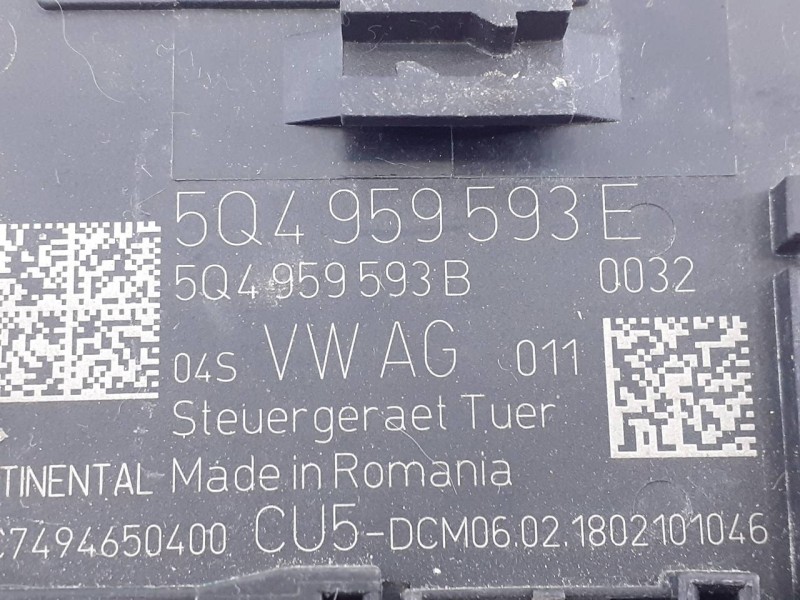 5Q4 959 593 E
5Q4 959 593 B 0032
04S VW AG 011
Steuergeraet Tuer
TINENTAL Made in Romania
7494650400 CU5-DCM06.02.1802101046